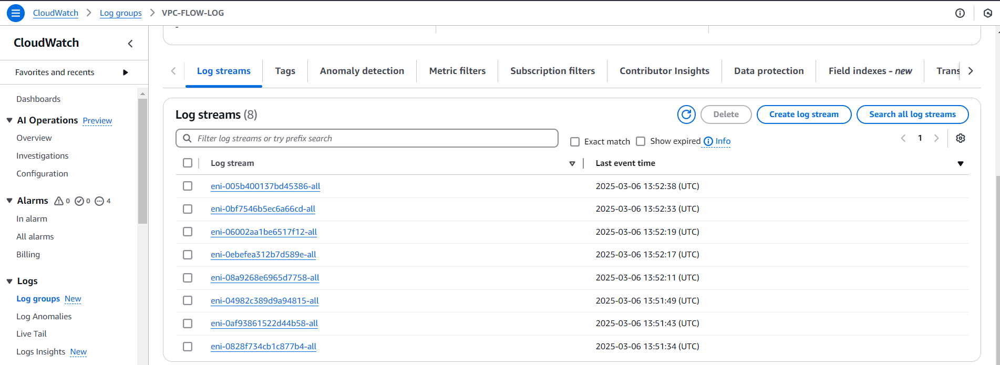 CloudWatch > Log groups > VPC-FLOW-LOG
CloudWatch
Favorites and recents
Dashboards
AI Operations Preview
Overview
Investigations
Configuration
Alarms 0 0 4
In alarm
All alarms
Billing
Logs
Log groups New
Log Anomalies
Live Tail
Logs Insights New
-
Log streams Tags Anomaly detection Metric filters Subscription filters Contributor Insights Data protection Field indexes - new Trans
Log streams (8)
Delete Create log stream Search all log streams
Filter log streams or try prefix search
Exact match Show expired Info
1
Log stream Last event time
eni-005b400137bd45386-all 2025-03-06 13:52:38 (UTC)
eni-0bf7546b5ec6a66cd-all 2025-03-06 13:52:33 (UTC)
eni-06002aa1be6517f12-all 2025-03-06 13:52:19 (UTC)
eni-0ebefea312b7d589e-all 2025-03-06 13:52:17 (UTC)
eni-08a9268e6965d7758-all 2025-03-06 13:52:11 (UTC)
eni-04982c389d9a94815-all 2025-03-06 13:51:49 (UTC)
eni-0af93861522d44b58-all 2025-03-06 13:51:43 (UTC)
eni-0828f734cb1c877b4-all 2025-03-06 13:51:34 (UTC)